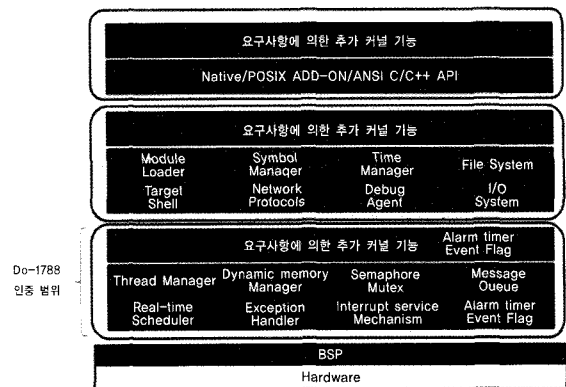 요구사항에 의한 추가 커널 기능
Native/POSIX ADD-ON/ANSI C/C++ API
요구사항에 의한 추가 커널 기능
Module Loader
Symbol Manager
Time Manager
File System
Target Shell
Network Protocols
Debug Agent
I/O System
요구사항에 의한 추가 커널 기능
Alarm timer Event Flag
Do-1788 인증 범위
Thread Manager
Dynamic memory Manager
Semaphore Mutex
Message Queue
Real-time Scheduler
Exception Handler
Interrupt service Mechanism
Alarm timer Event Flag
BSP
Hardware